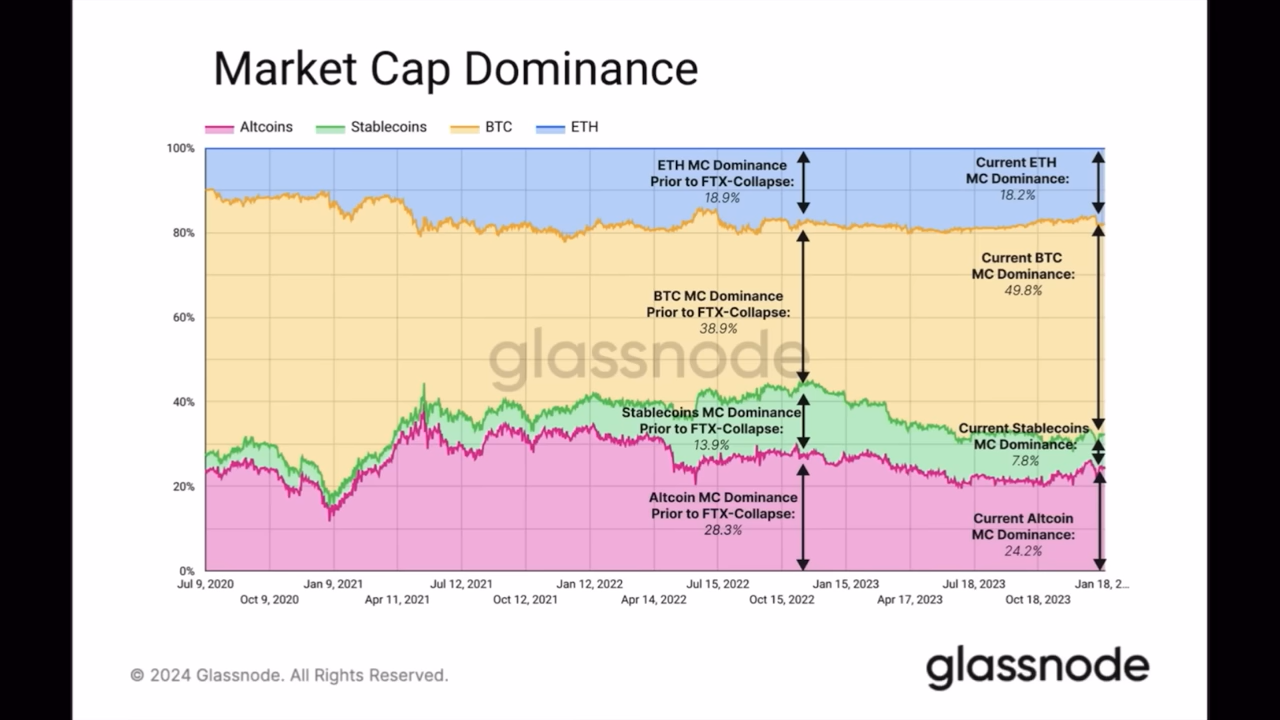 Market Cap Dominance
Altcoins Stablecoins BTC ETH
100%
80%
60%
40%
20%
0%
ETH MC Dominance
Prior to FTX-Collapse:
18.9%
Current ETH
MC Dominance:
18.2%
BTC MC Dominance
Prior to FTX-Collapse:
38.9%
Current BTC
MC Dominance:
49.8%
glassnode
Stablecoins MC Dominance
Prior to FTX-Collapse:
13.9%
Current Stablecoins
MC Dominance:
7.8%
Altcoin MC Dominance
Prior to FTX-Collapse:
28.3%
Current Altcoin
MC Dominance:
24.2%
Jul 9, 2020 Jan 9, 2021 Jul 12, 2021 Jan 12, 2022 Jul 15, 2022 Jan 15, 2023 Jul 18, 2023 Jan 18, 2...
Oct 9, 2020 Apr 11, 2021 Oct 12, 2021 Apr 14, 2022 Oct 15, 2022 Apr 17, 2023 Oct 18, 2023
© 2024 Glassnode. All Rights Reserved.
glassnode